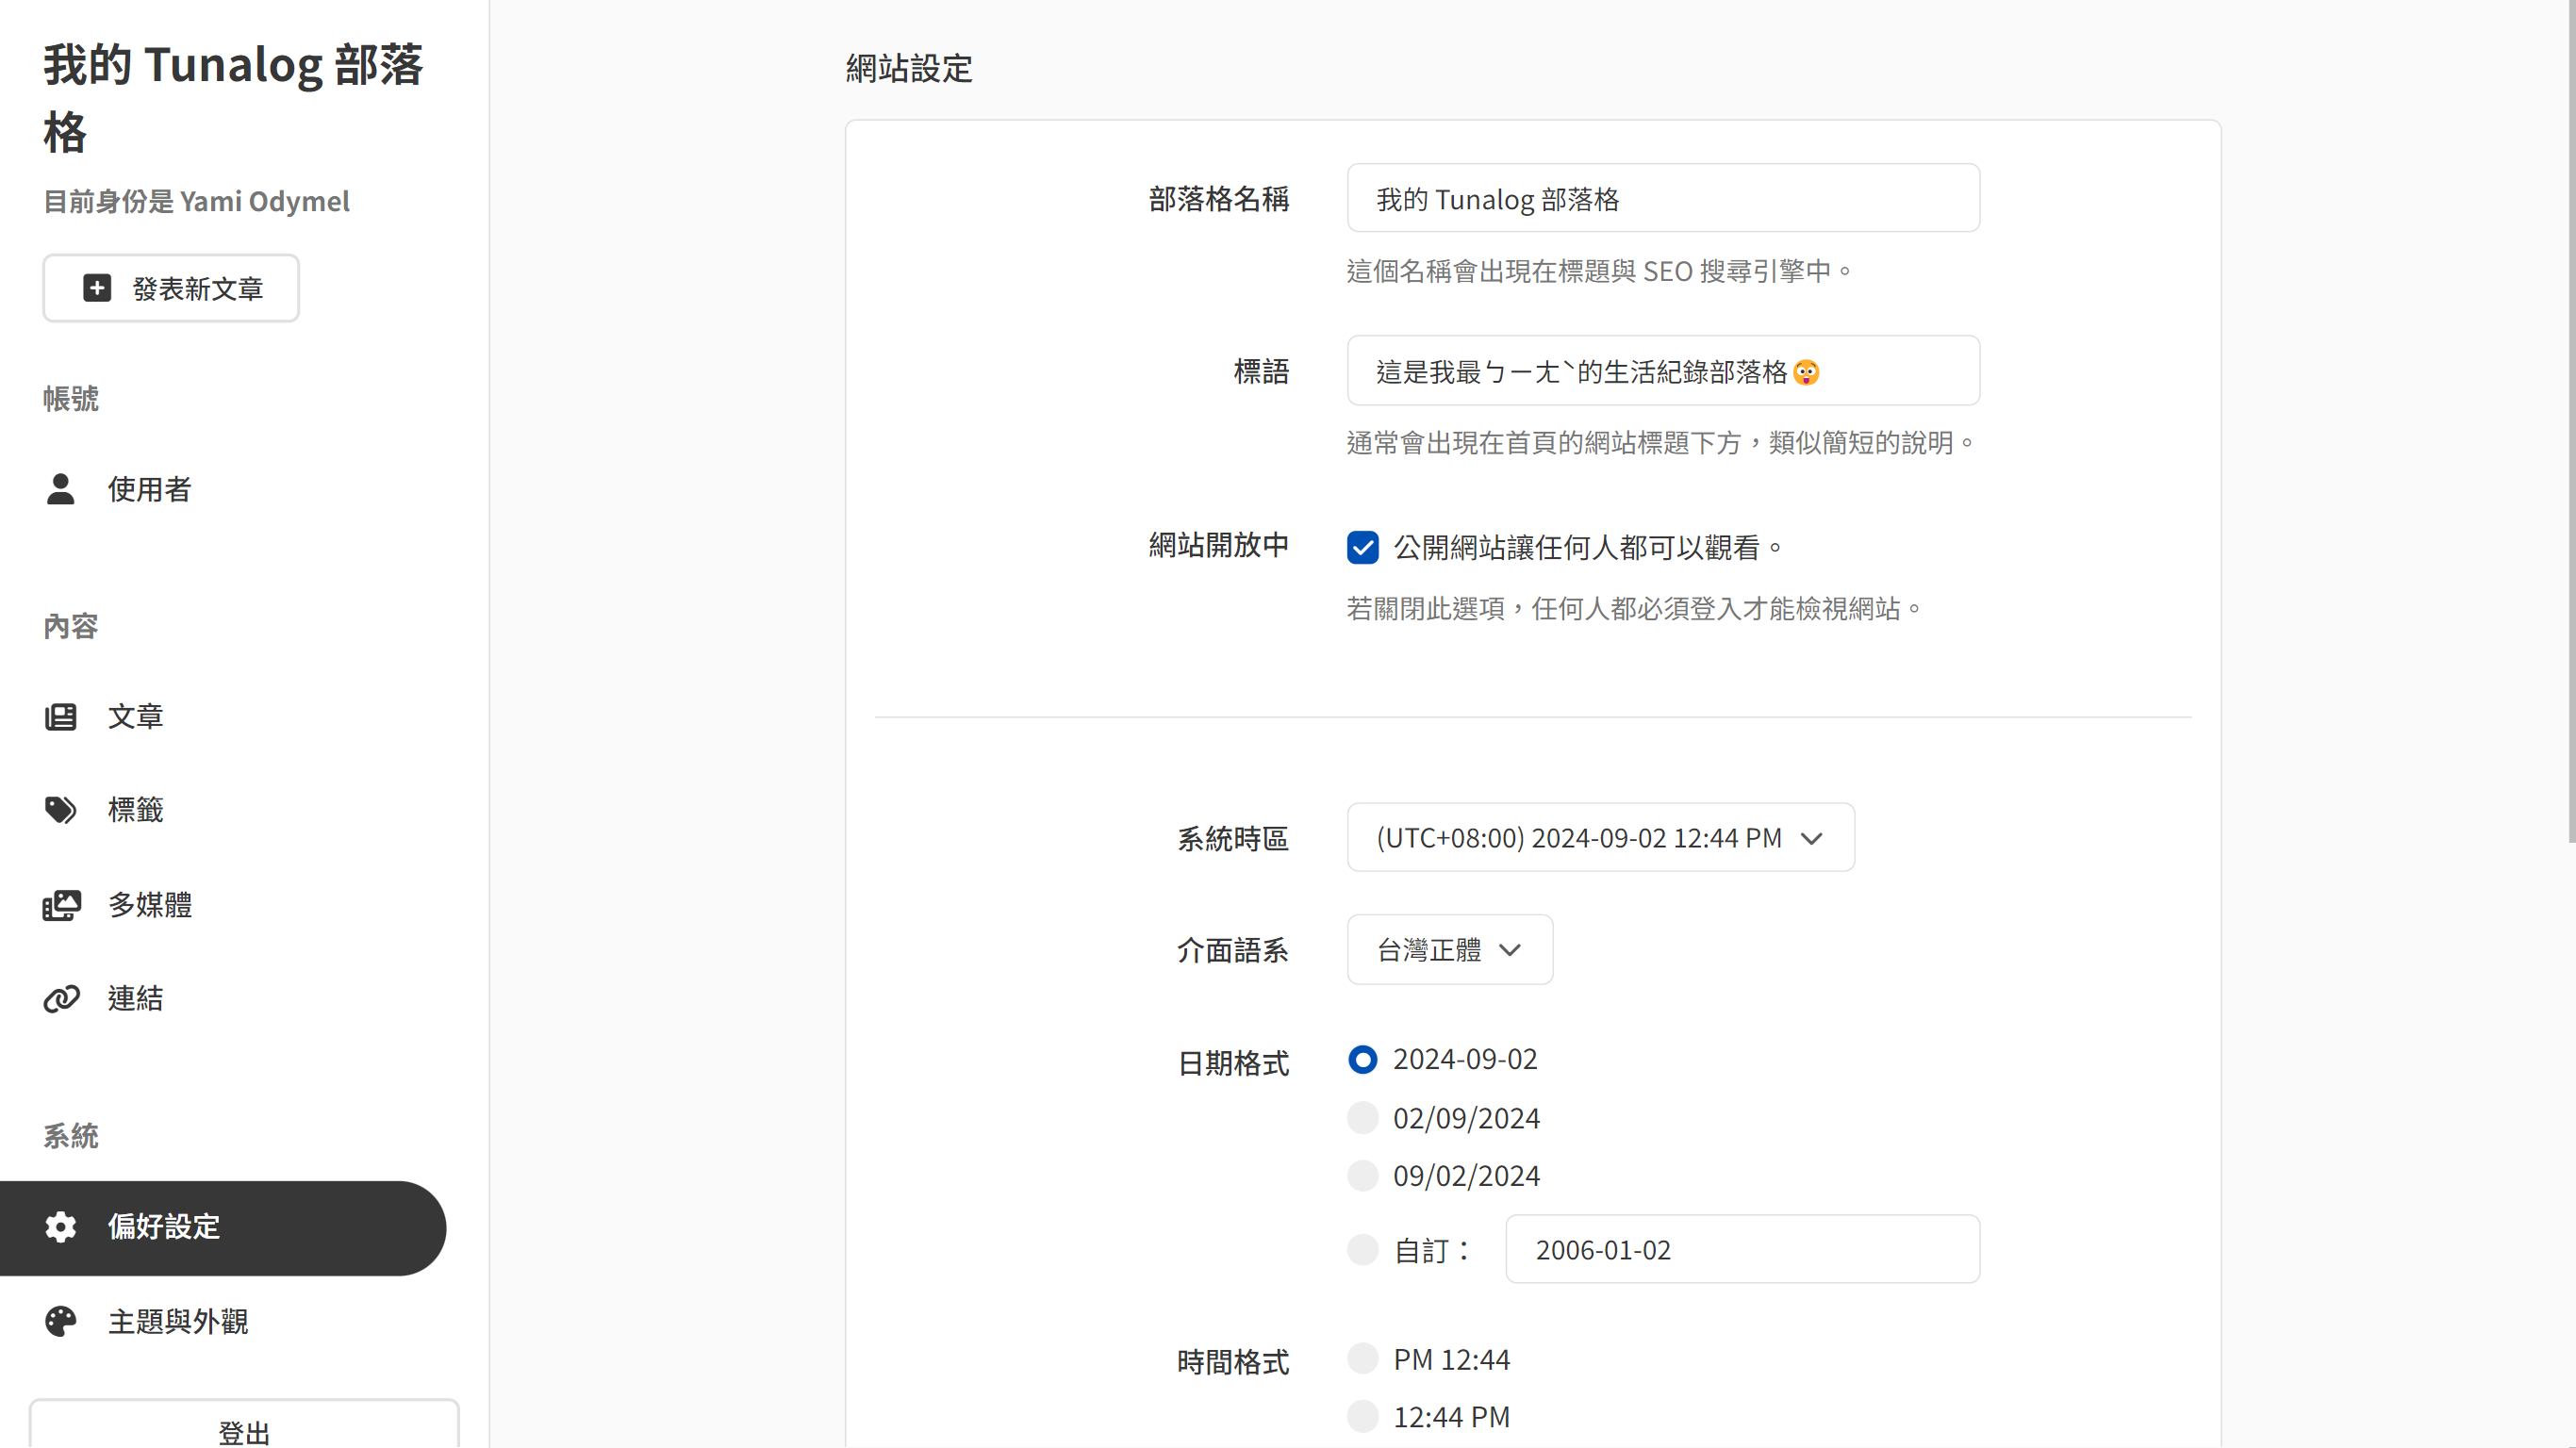 我的 Tunalog 部落
格
目前身份是 Yami Odymel
發表新文章
帳號
使用者
內容
文章
標籤
多媒體
連結
系統
偏好設定
主題與外觀
登出
網站設定
部落格名稱
我的 Tunalog 部落格
這個名稱會出現在標題與 SEO 搜尋引擎中。
標語
這是我最ㄅㄧㄤˋ的生活紀錄部落格😳
通常會出現在首頁的網站標題下方，類似簡短的說明。
網站開放中
公開網站讓任何人都可以觀看。
若關閉此選項，任何人都必須登入才能檢視網站。
系統時區
(UTC+08:00) 2024-09-02 12:44 PM
介面語系
台灣正體
日期格式
2024-09-02
02/09/2024
09/02/2024
自訂：
2006-01-02
時間格式
PM 12:44
12:44 PM